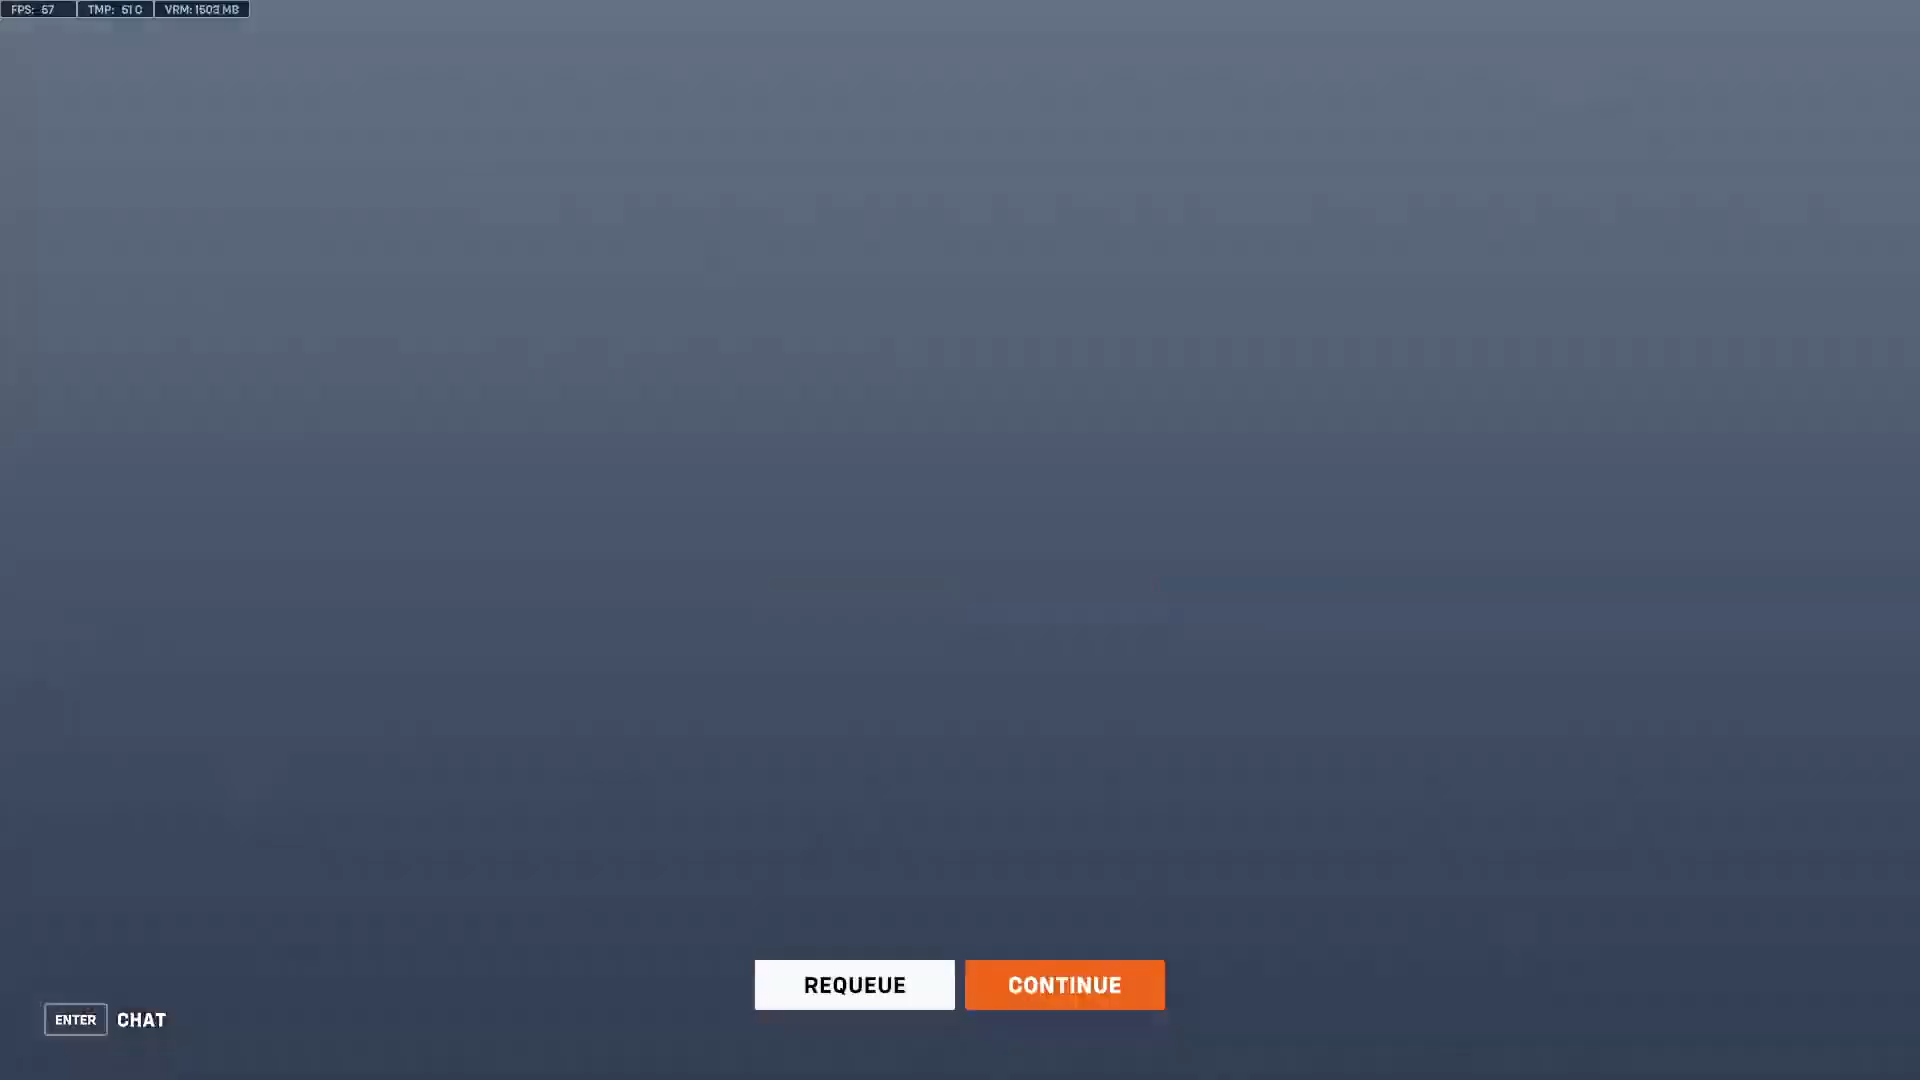 FPS: 57 TMP: 51 C VRM: 1503 MB
REQUEUE CONTINUE
ENTER CHAT